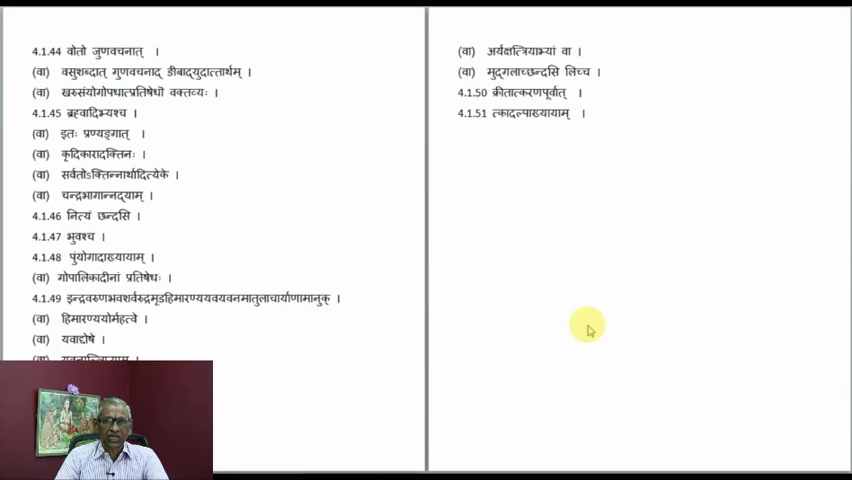 4.1.44 वोतो जुणवचनात् ।
(वा) वसुशब्दात् गुणवचनाद् डीबाद्युदात्तार्थम् ।
(वा) खरुसंयोगोपधात्प्रतिषेधॊ वक्तव्यः ।
4.1.45 ब्रह्वादिभ्यश्च ।
(वा) इतः प्रण्यङ्गात् ।
(वा) कृदिकारादक्तिनः ।
(वा) सर्वतोऽक्तिन्नार्थादित्येके ।
(वा) चन्द्रभागान्नद्याम् ।
4.1.46 नित्यं छन्दसि ।
4.1.47 भुवश्च ।
4.1.48 पुंयोगादाख्यायाम् ।
(वा) गोपालिकादीनां प्रतिषेधः ।
4.1.49 इन्द्रवरुणभवशर्वरुद्रमृडहिमारण्ययवयवनमातुलाचार्याणामानुक् ।
(वा) हिमारण्ययोर्महत्वे ।
(वा) यवाद्दोषे ।
(वा)
(वा) अर्यक्षत्रियाभ्यां वा ।
(वा) मुद्गलाच्छन्दसि लिच्च ।
4.1.50 क्रीतात्करणपूर्वात् ।
4.1.51 त्कादल्पाख्यायाम् ।